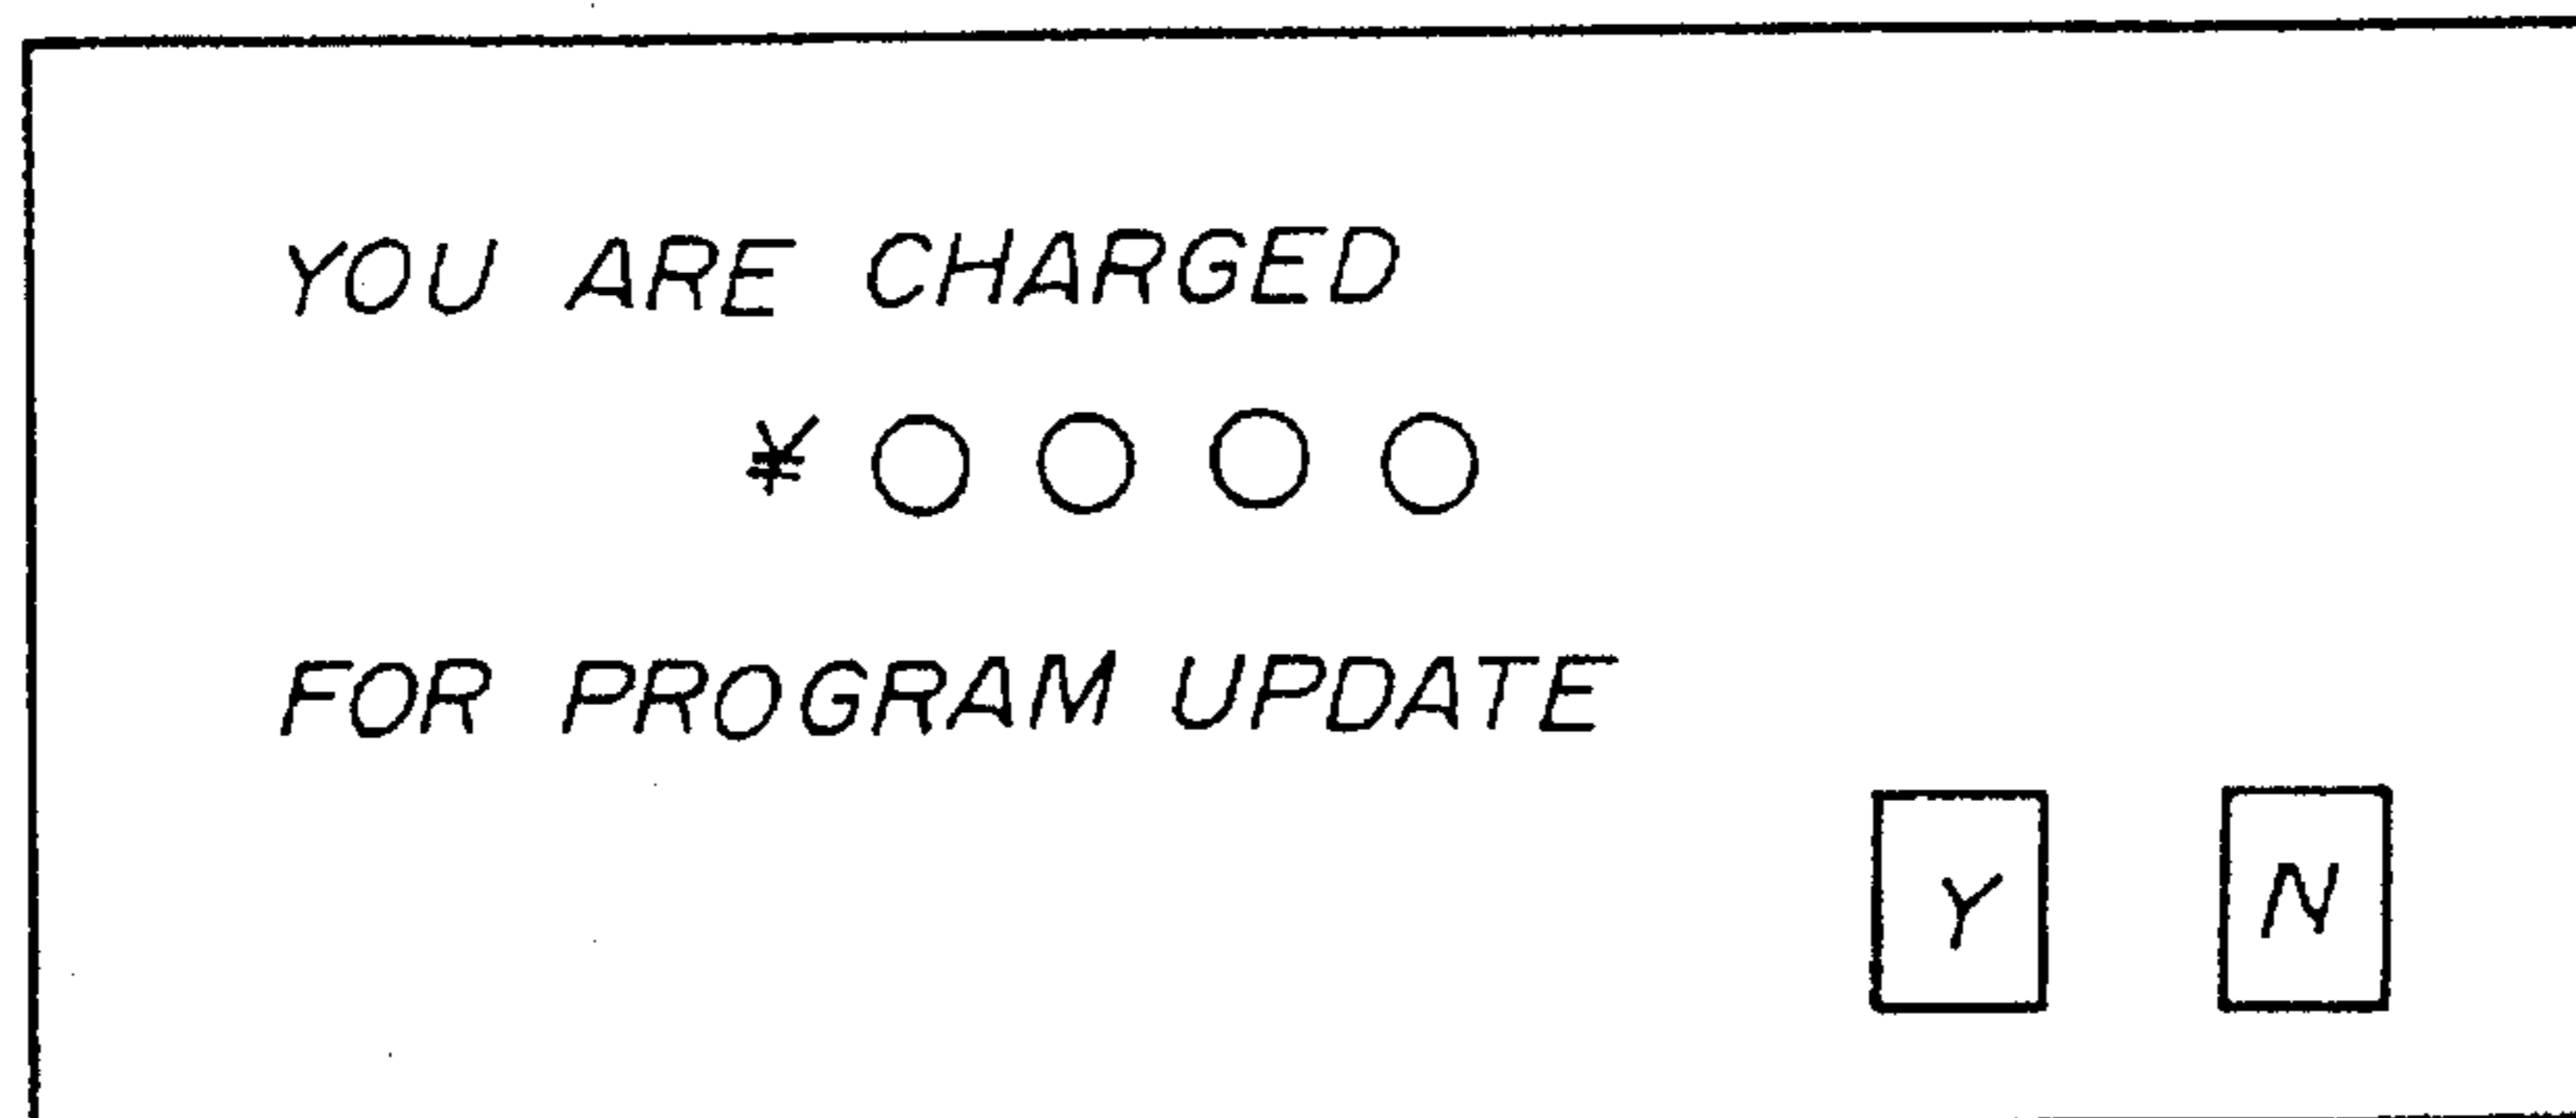 YOU ARE CHARGED
¥○○○○
FOR PROGRAM UPDATE
Y N